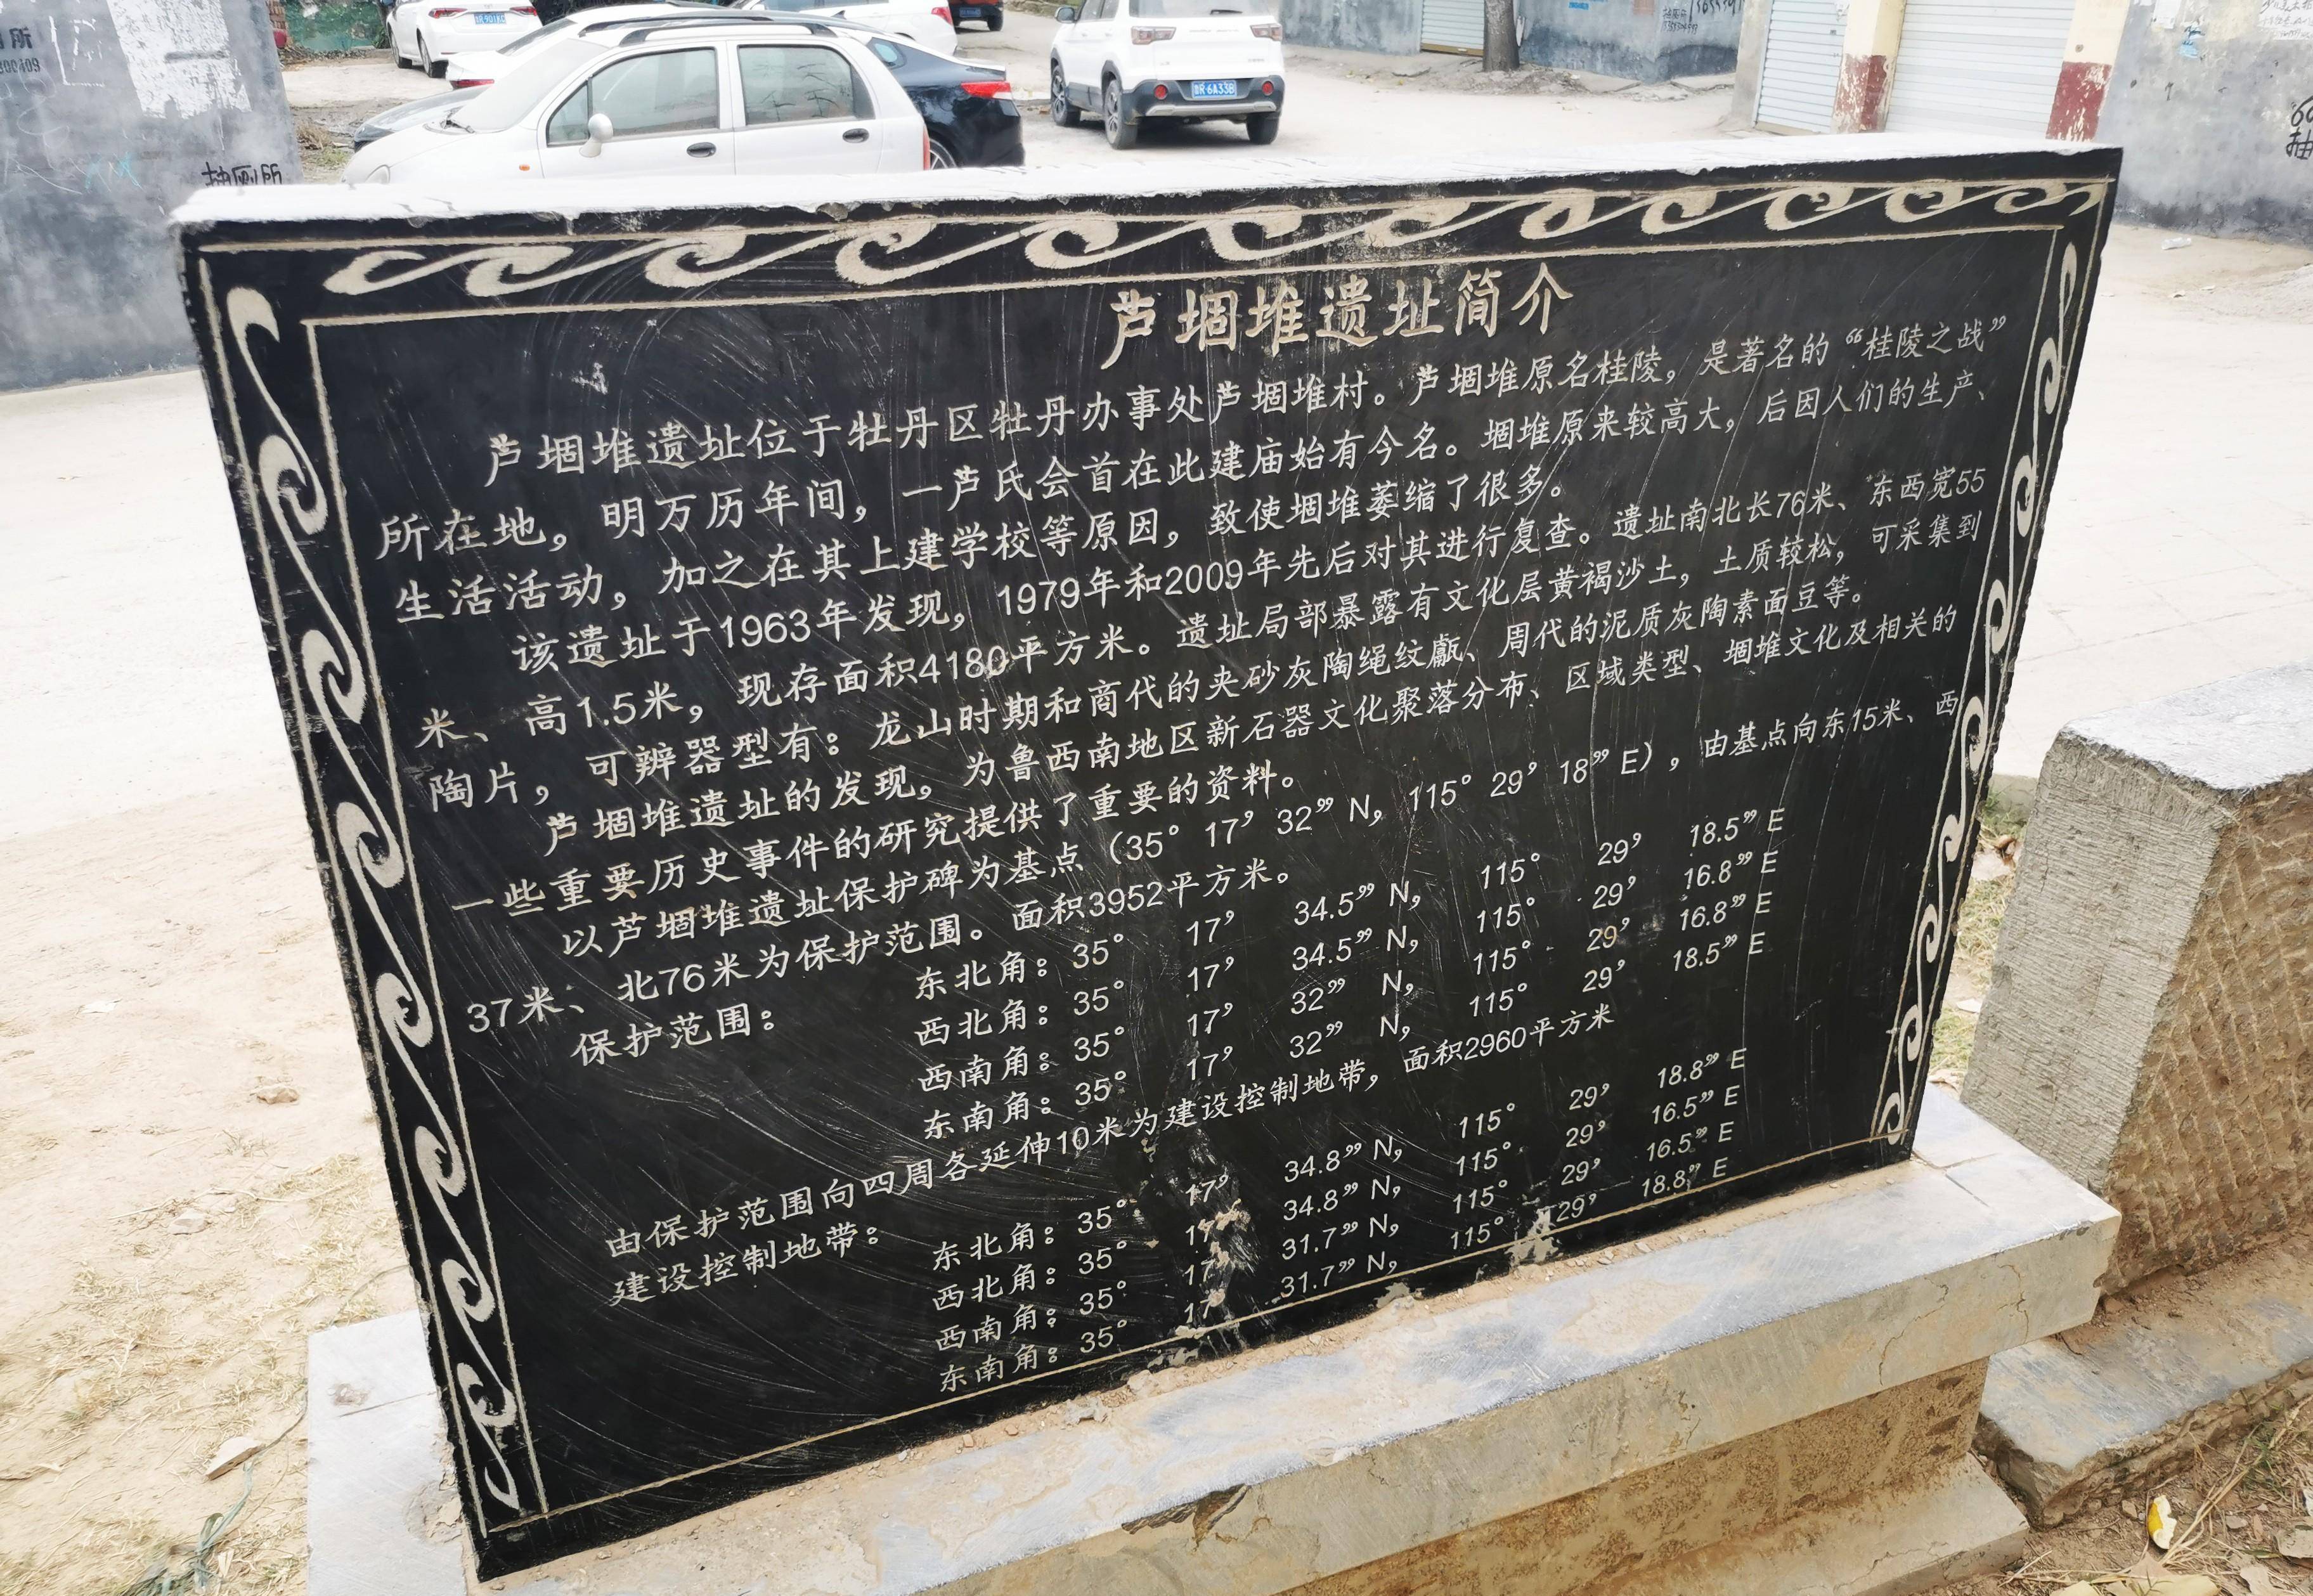 芦堌堆遗址简介
芦堌堆遗址位于牡丹区牡丹办事处芦堌堆村。芦堌堆原名桂陵，是著名的“桂陵之战”
所在地。明万历年间，一芦氏会首在此建庙始有今名。堌堆原来较高大，后因人们的生产、
生活活动，加之在其上建学校等原因，致使堌堆萎缩了很多。
该遗址于1963年发现，1979年和2009年先后对其进行复查。遗址南北长76米、东西宽55
米、高1.5米，现存面积4180平方米。遗址局部暴露有文化层黄褐沙土，土质较松，可采集到
陶片，可辨器型有：龙山时期和商代的夹砂灰陶绳纹甗、周代的泥质灰陶素面豆等。
芦堌堆遗址的发现，为鲁西南地区新石器文化聚落分布、区域类型、堌堆文化及相关的
一些重要历史事件的研究提供了重要的资料。
以芦堌堆遗址保护碑为基点（35° 17’ 32” N，115° 29’ 18” E），由基点向东15米、西
37米、北76米为保护范围。面积3952平方米。
保护范围： 东北角：35° 17’ 34.5” N， 115° 29’ 18.5” E
西北角：35° 17’ 34.5” N， 115° 29’ 16.8” E
西南角：35° 17’ 32” N， 115° 29’ 16.8” E
东南角：35° 17’ 32” N， 115° 29’ 18.5” E
由保护范围向四周各延伸10米为建设控制地带，面积2960平方米
建设控制地带： 东北角：35° 17’ 34.8” N， 115° 29’ 18.8” E
西北角：35° 17’ 34.8” N， 115° 29’ 16.5” E
西南角：35° 17’ 31.7” N， 115° 29’ 16.5” E
东南角：35° 17’ 31.7” N， 115° 29’ 18.8” E
抽厕所